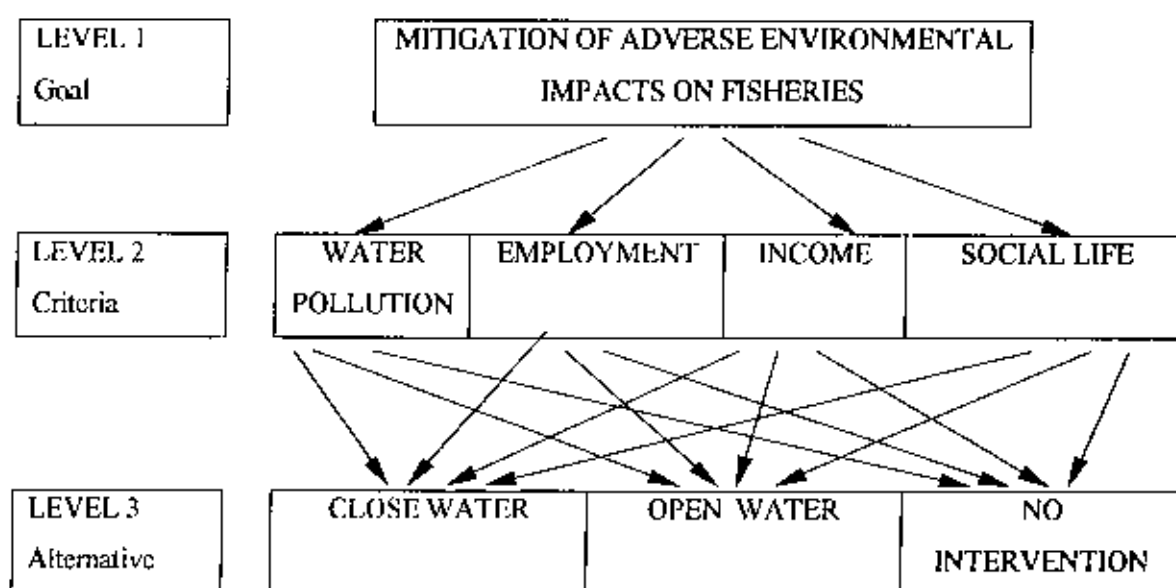 LEVEL 1
Goal
MITIGATION OF ADVERSE ENVIRONMENTAL
IMPACTS ON FISHERIES
LEVEL 2
Criteria
WATER
POLLUTION
EMPLOYMENT
INCOME
SOCIAL LIFE
LEVEL 3
Alternative
CLOSE WATER
OPEN WATER
NO
INTERVENTION